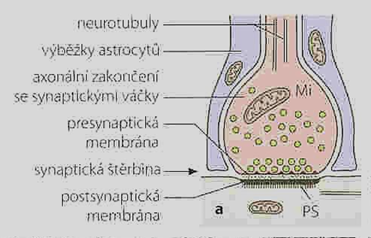 neurotubuly
výběžky astrocytů
axonální zakončení
se synaptickými váčky
Mi
presynaptická
membrána
synaptická štěrbina
postsynaptická
membrána
a
PS